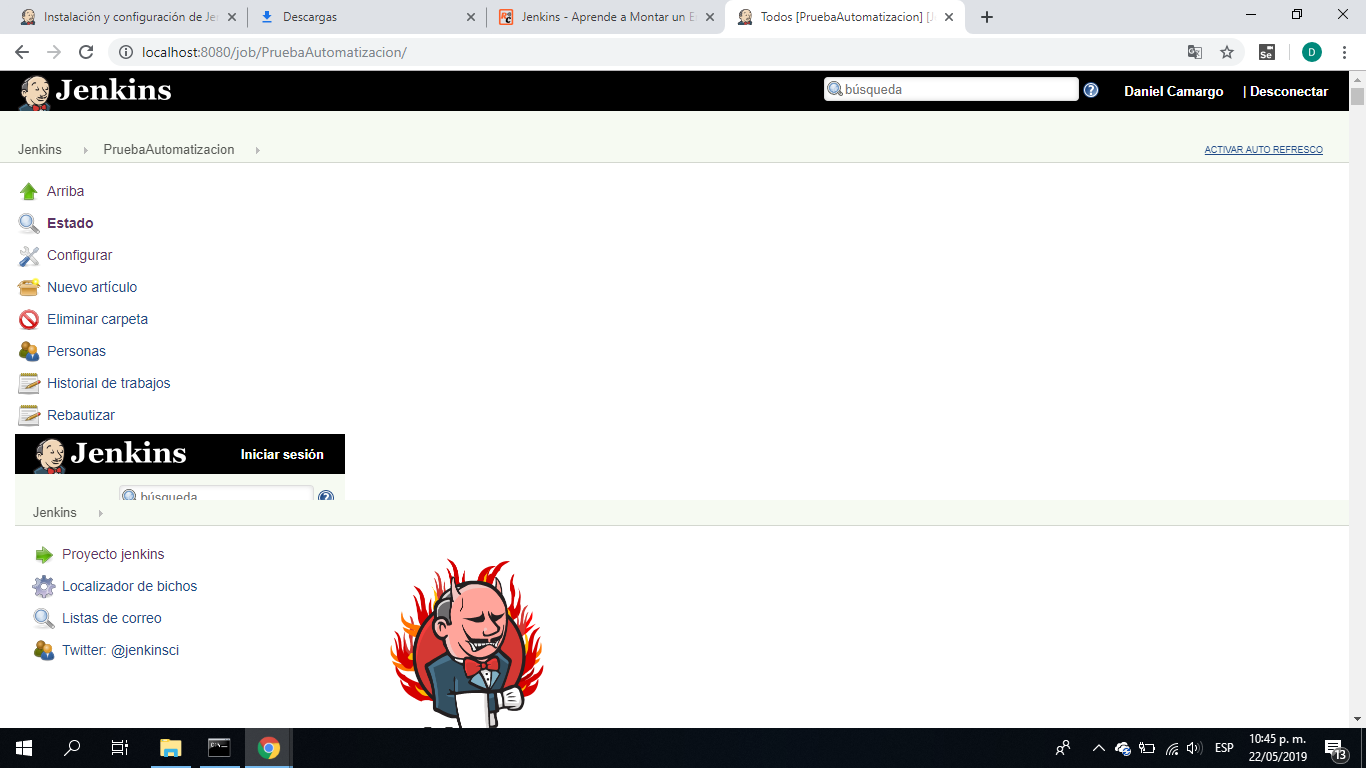 Instalación y configuración de Je
Descargas
Jenkins - Aprende a Montar un E
Todos [PruebaAutomatizacion] [J
localhost:8080/job/PruebaAutomatizacion/
Jenkins
búsqueda
Daniel Camargo
| Desconectar
Jenkins
PruebaAutomatizacion
ACTIVAR AUTO REFRESCO
Arriba
Estado
Configurar
Nuevo artículo
Eliminar carpeta
Personas
Historial de trabajos
Rebautizar
Jenkins
Iniciar sesión
búsqueda
Jenkins
Proyecto jenkins
Localizador de bichos
Listas de correo
Twitter: @jenkinsci
ESP
10:45 p. m.
22/05/2019
13